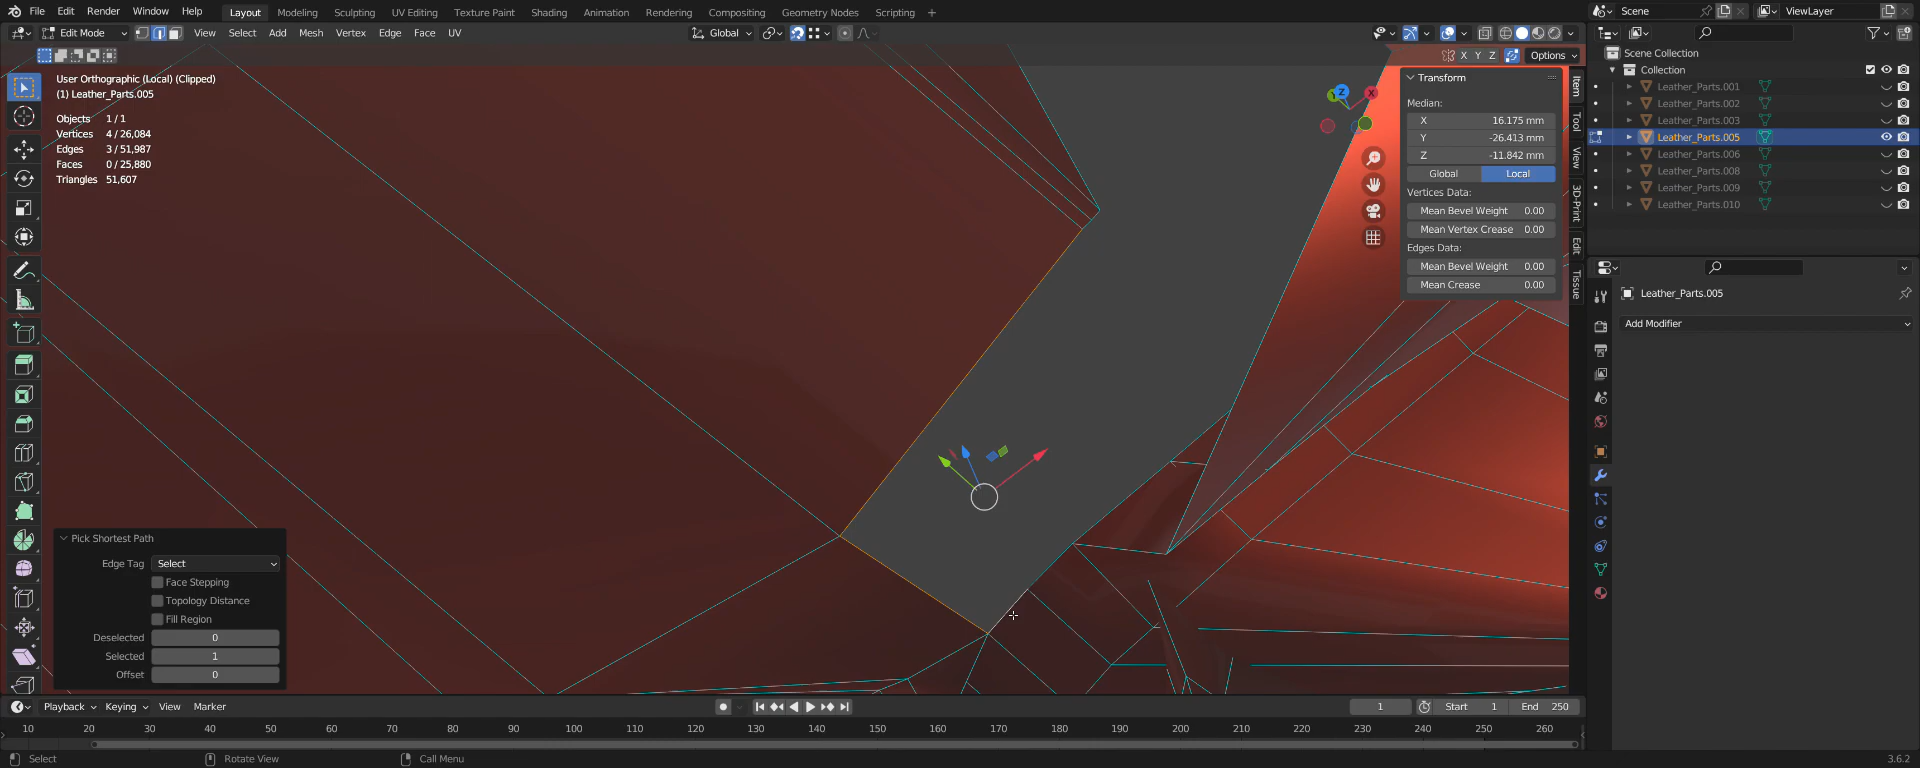 File Edit Render Window Help Layout Modeling Sculpting UV Editing Texture Paint Shading Animation Rendering Compositing Geometry Nodes Scripting + Scene ViewLayer
Edit Mode View Select Add Mesh Vertex Edge Face UV Global
X Y Z Options
User Orthographic (Local) (Clipped)
(1) Leather_Parts.005
Objects 1 / 1
Vertices 4 / 26,084
Edges 3 / 51,987
Faces 0 / 25,880
Triangles 51,607
Z X
Transform
Median:
X 16.175 mm
Y -26.413 mm
Z -11.842 mm
Global Local
Vertices Data:
Mean Bevel Weight 0.00
Mean Vertex Crease 0.00
Edges Data:
Mean Bevel Weight 0.00
Mean Crease 0.00
Item
Tool
View
3D-Print
Edit
Tissue
Scene Collection
Collection
Leather_Parts.001
Leather_Parts.002
Leather_Parts.003
Leather_Parts.005
Leather_Parts.006
Leather_Parts.008
Leather_Parts.009
Leather_Parts.010
Leather_Parts.005
Add Modifier
Pick Shortest Path
Edge Tag Select
Face Stepping
Topology Distance
Fill Region
Deselected 0
Selected 1
Offset 0
Playback Keying View Marker 1 Start 1 End 250
10 20 30 40 50 60 70 80 90 100 110 120 130 140 150 160 170 180 190 200 210 220 230 240 250 260
Select Rotate View Call Menu 3.6.2